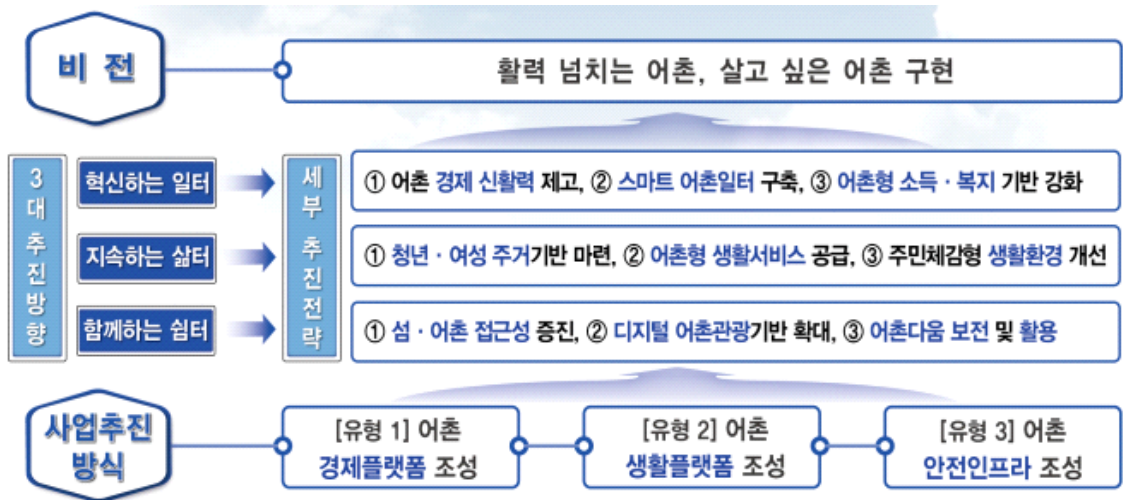 비 전
활력 넘치는 어촌, 살고 싶은 어촌 구현
3대 추진방향
세부 추진전략
혁신하는 일터
① 어촌 경제 신활력 제고, ② 스마트 어촌일터 구축, ③ 어촌형 소득 · 복지 기반 강화
지속하는 삶터
① 청년 · 여성 주거기반 마련, ② 어촌형 생활서비스 공급, ③ 주민체감형 생활환경 개선
함께하는 쉼터
① 섬 · 어촌 접근성 증진, ② 디지털 어촌관광기반 확대, ③ 어촌다움 보전 및 활용
사업추진
방식
[유형 1] 어촌
경제플랫폼 조성
[유형 2] 어촌
생활플랫폼 조성
[유형 3] 어촌
안전인프라 조성